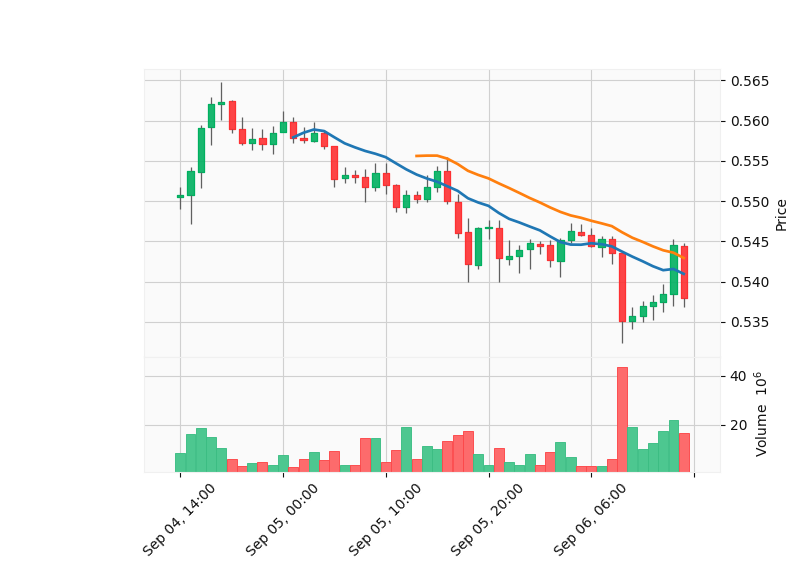 0.565
0.560
0.555
0.550
0.545
0.540
0.535
Price
40
20
Volume 10⁶
Sep 04, 14:00
Sep 05, 00:00
Sep 05, 10:00
Sep 05, 20:00
Sep 06, 06:00